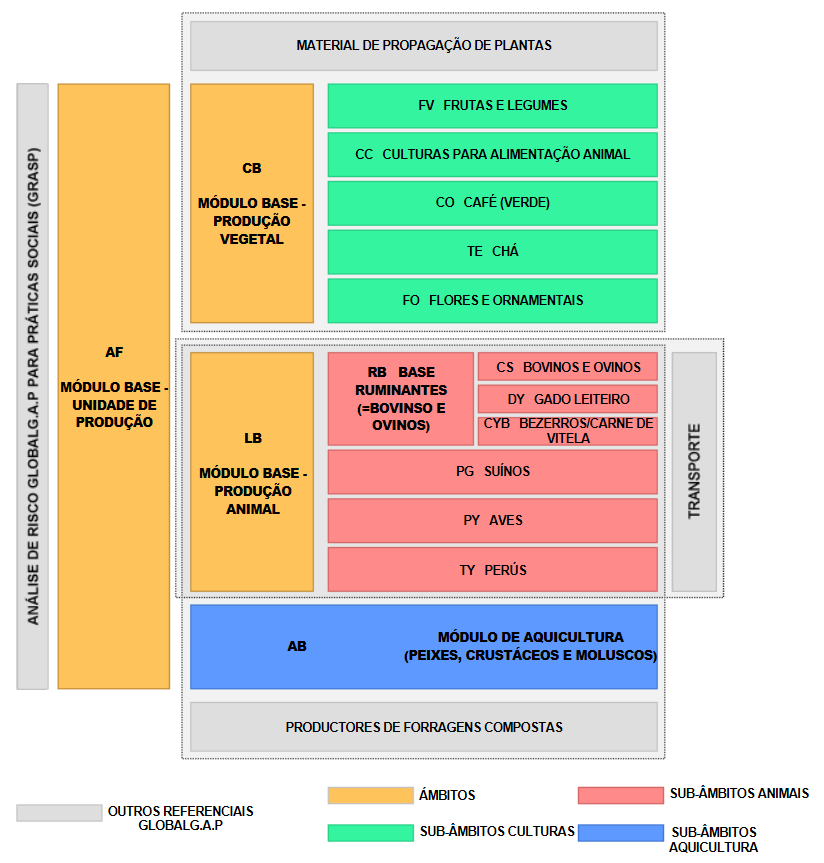 MATERIAL DE PROPAGAÇÃO DE PLANTAS
ANÁLISE DE RISCO GLOBALG.A.P PARA PRÁTICAS SOCIAIS (GRASP)
AF
MÓDULO BASE -
UNIDADE DE
PRODUÇÃO
CB
MÓDULO BASE -
PRODUÇÃO
VEGETAL
FV FRUTAS E LEGUMES
CC CULTURAS PARA ALIMENTAÇÃO ANIMAL
CO CAFÉ (VERDE)
TE CHÁ
FO FLORES E ORNAMENTAIS
LB
MÓDULO BASE -
PRODUÇÃO
ANIMAL
RB BASE
RUMINANTES
(=BOVINSO E
OVINOS)
CS BOVINOS E OVINOS
DY GADO LEITEIRO
CYB BEZERROS/CARNE DE
VITELA
PG SUÍNOS
PY AVES
TY PERÚS
TRANSPORTE
AB
MÓDULO DE AQUICULTURA
(PEIXES, CRUSTÁCEOS E MOLUSCOS)
PRODUCTORES DE FORRAGENS COMPOSTAS
OUTROS REFERENCIAIS
GLOBALG.A.P
ÁMBITOS
SUB-ÂMBITOS CULTURAS
SUB-ÂMBITOS ANIMAIS
SUB-ÂMBITOS
AQUICULTURA